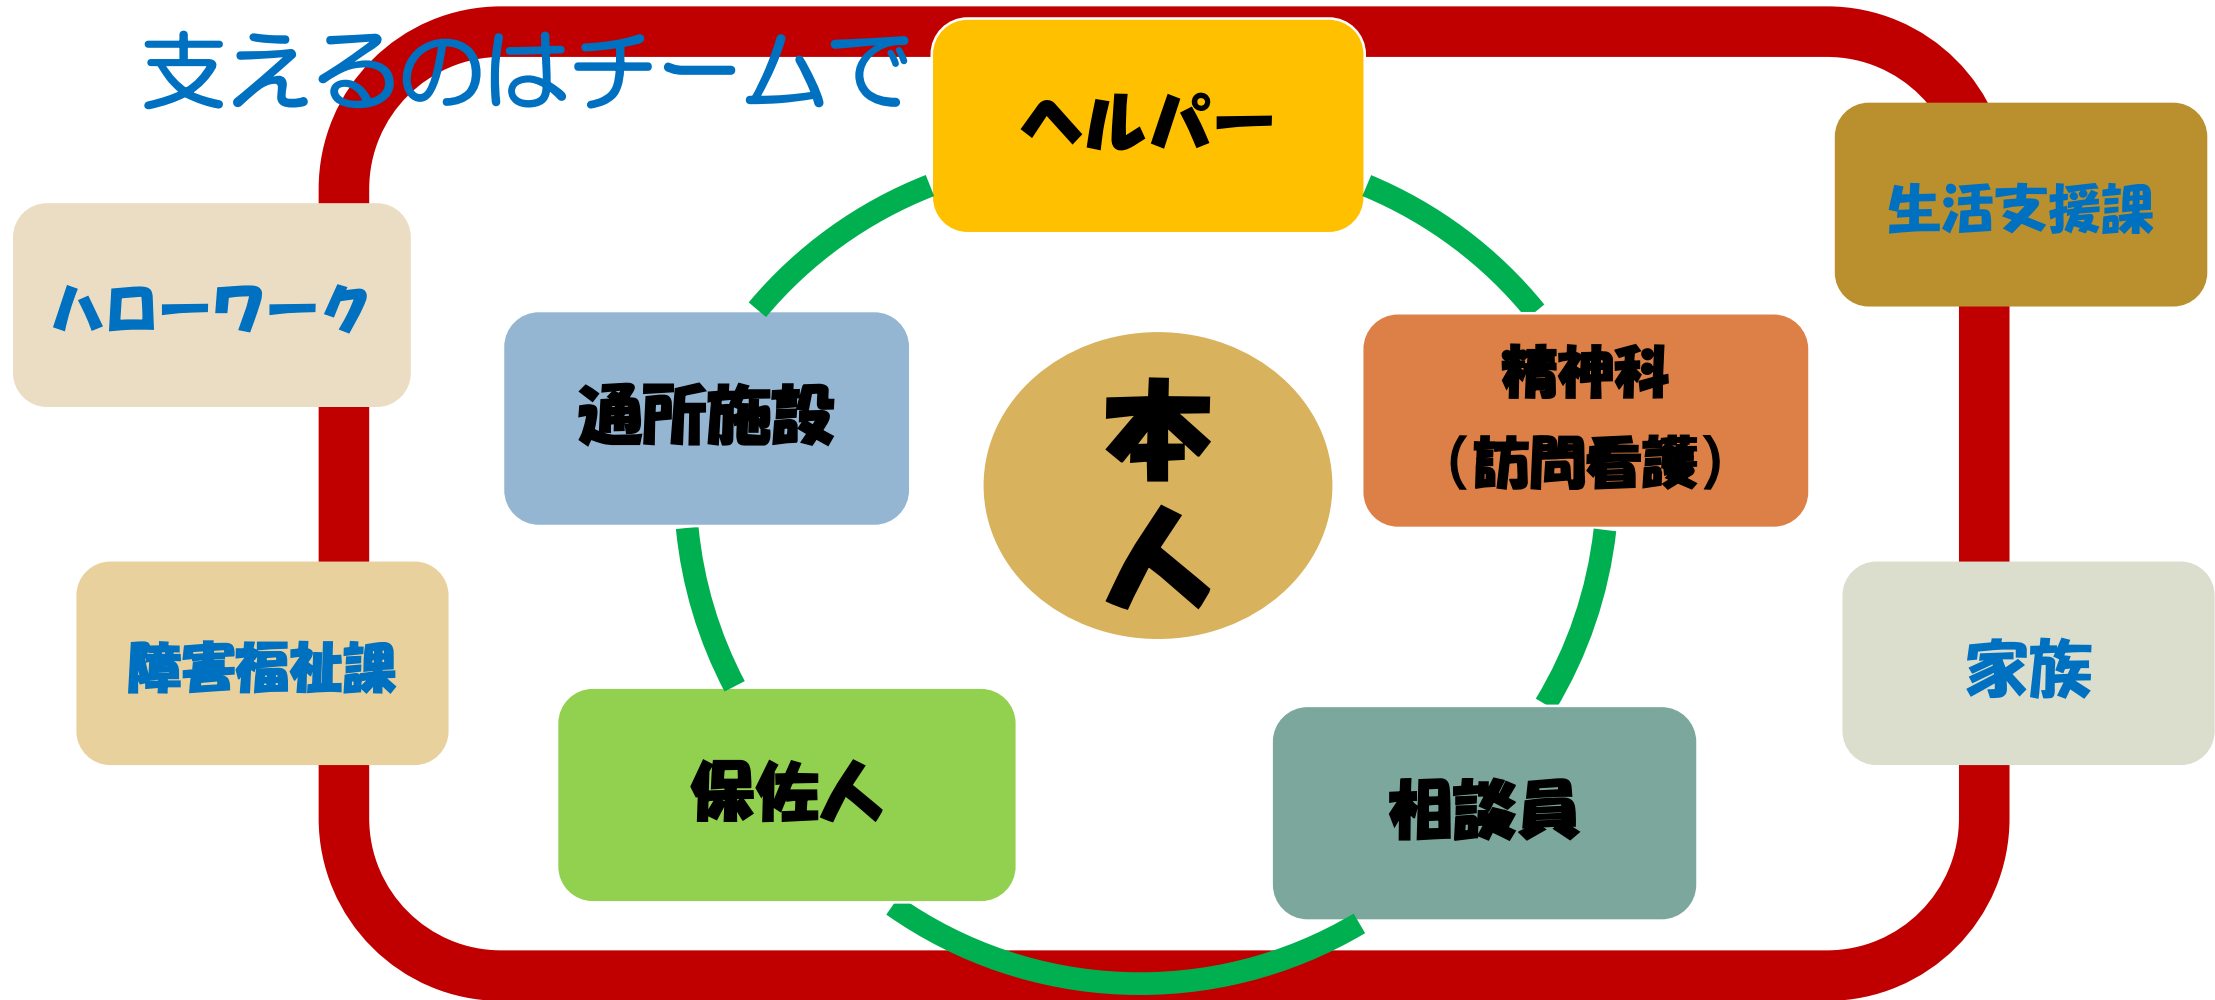 支えるのはチームで
ヘルパー
生活支援課
ハローワーク
通所施設
本
人
精神科
（訪問看護）
障害福祉課
家族
保佐人
相談員